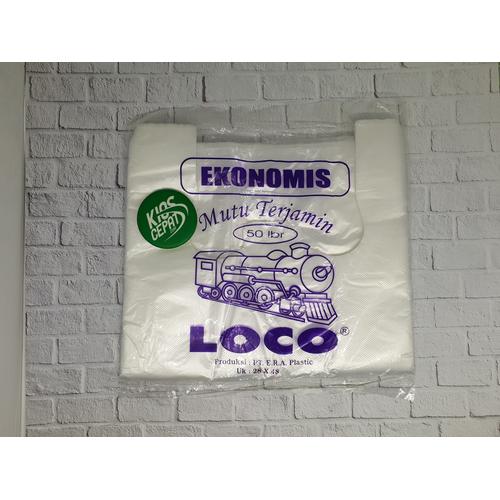 EKONOMIS
KIOS
CEPAT
Mutu Terjamin
50 lbr
LOCO®
Produksi : PT. E.R.A. Plastic
Uk : 28 X 48